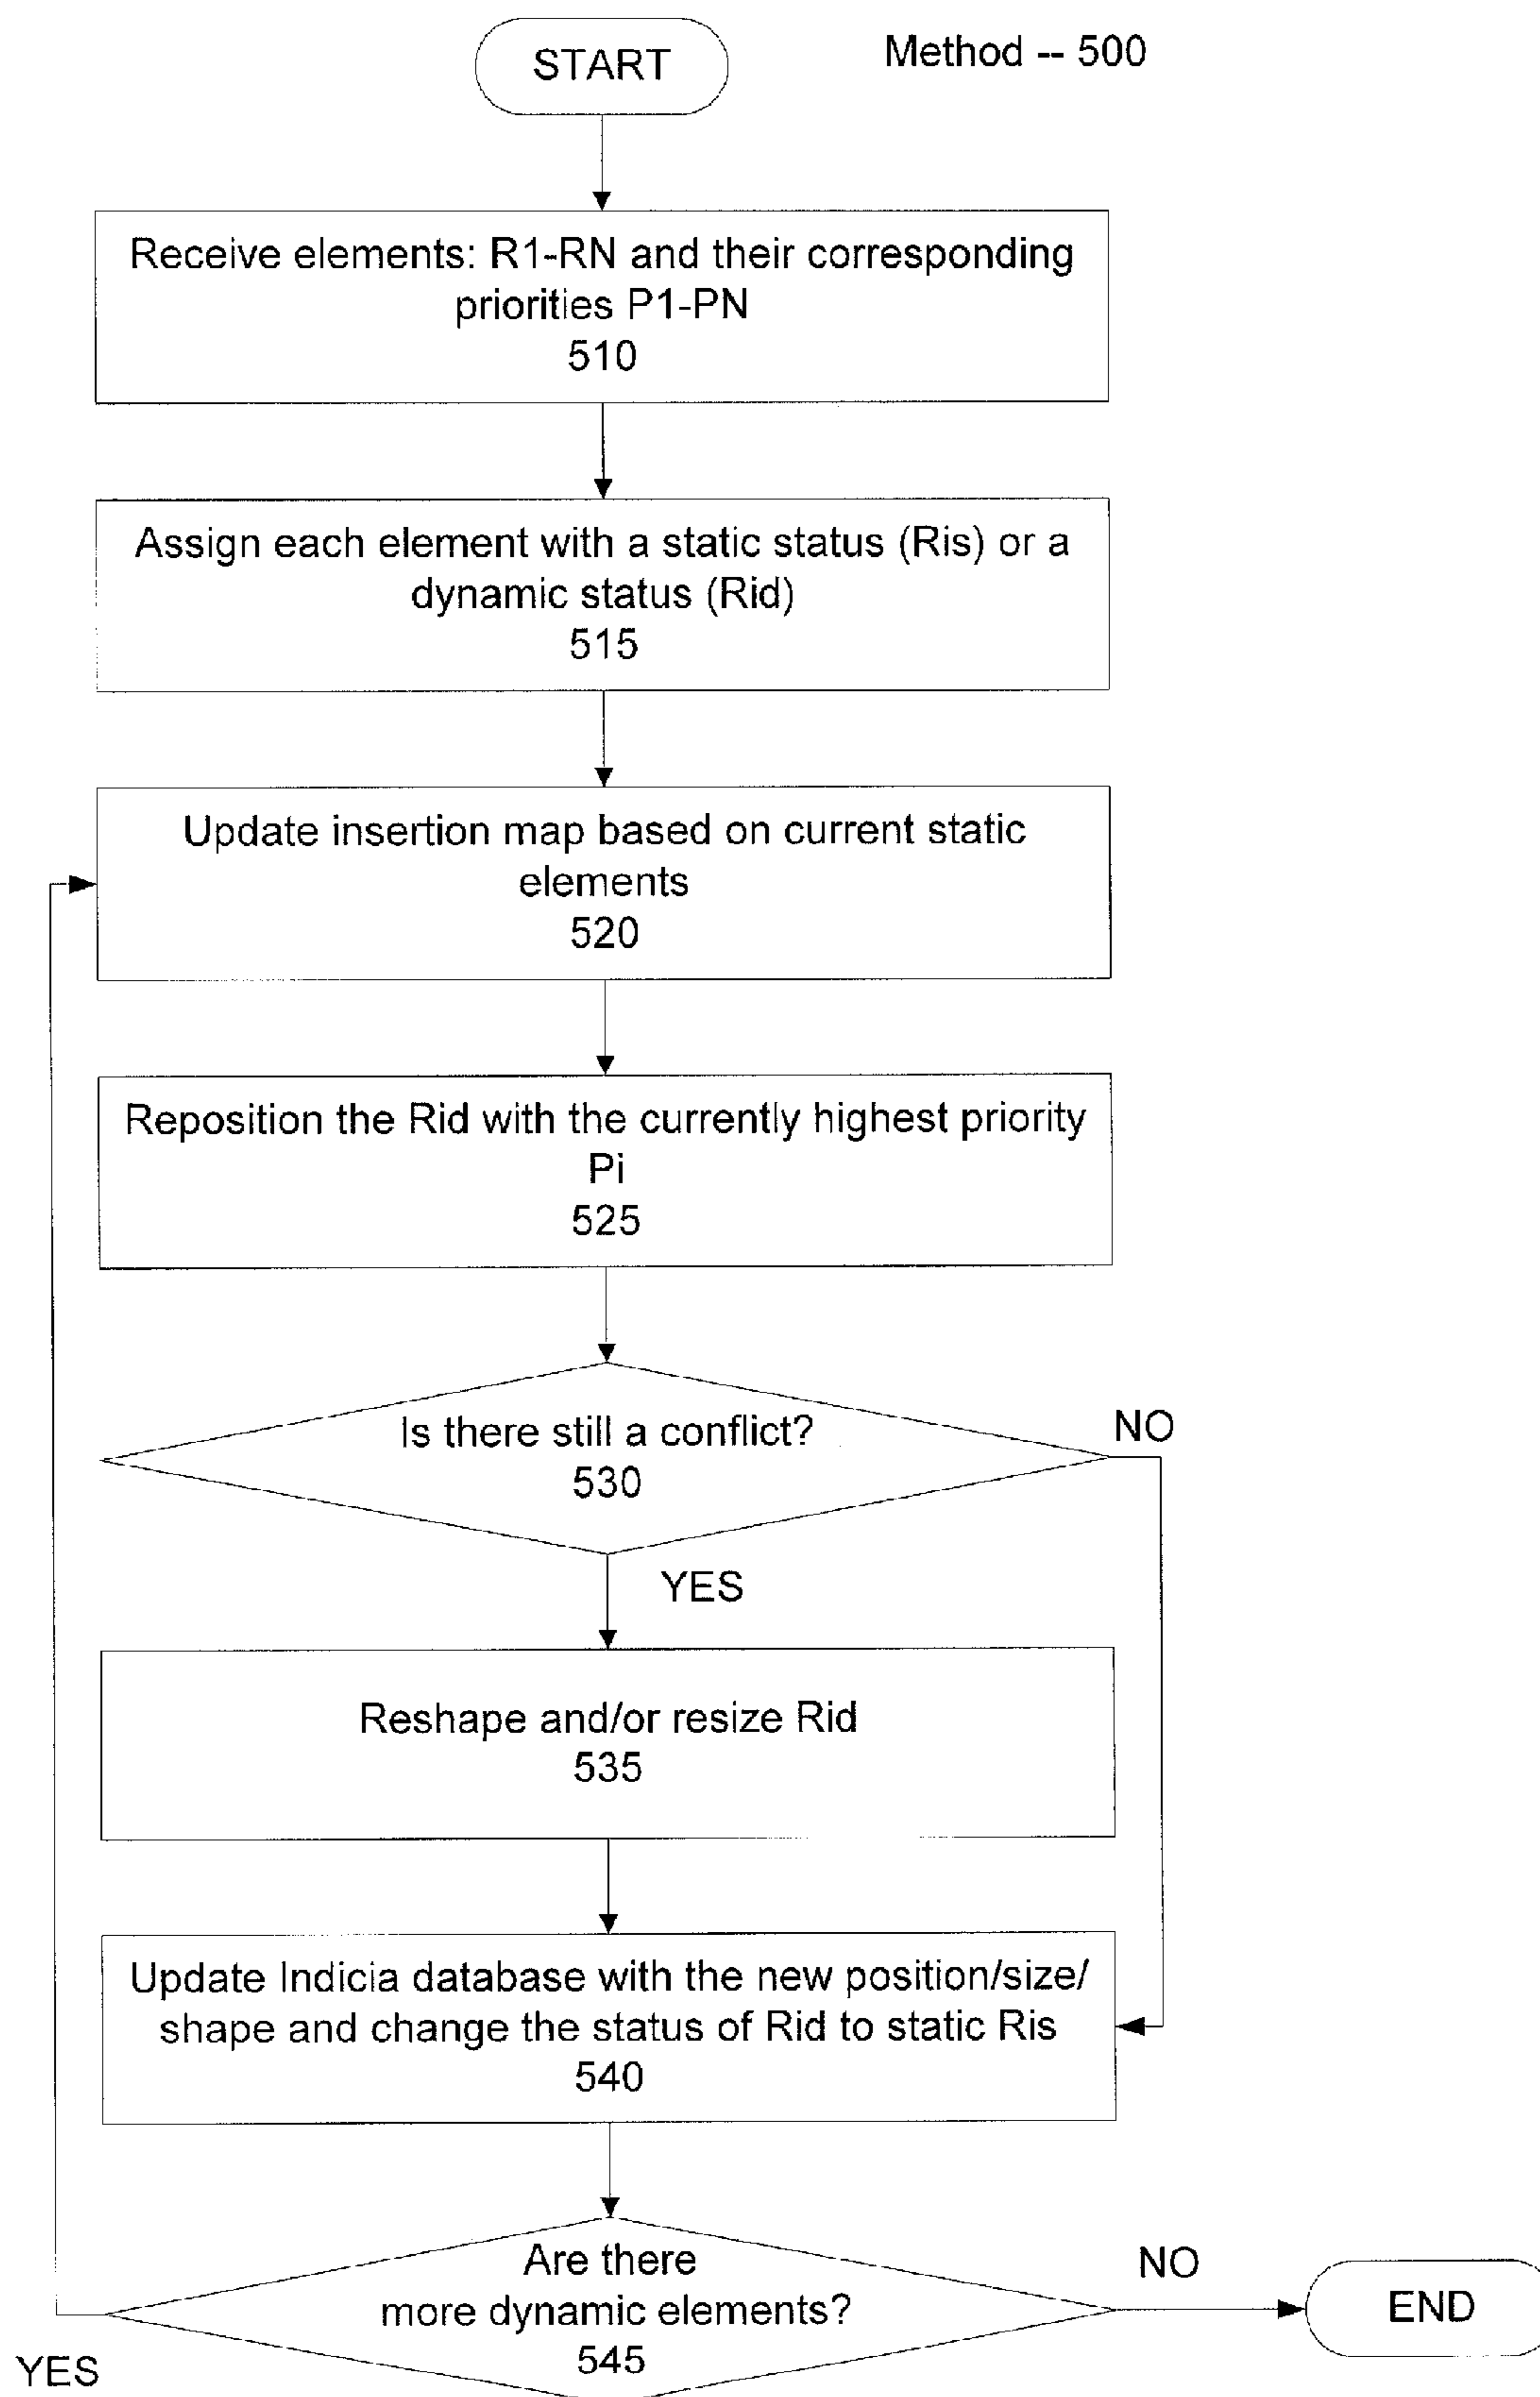 START
Method -- 500
Receive elements: R1-RN and their corresponding
priorities P1-PN
510
Assign each element with a static status (Ris) or a
dynamic status (Rid)
515
Update insertion map based on current static
elements
520
Reposition the Rid with the currently highest priority
Pi
525
Is there still a conflict?
530
NO
YES
Reshape and/or resize Rid
535
Update Indicia database with the new position/size/
shape and change the status of Rid to static Ris
540
Are there
more dynamic elements?
545
NO
END
YES